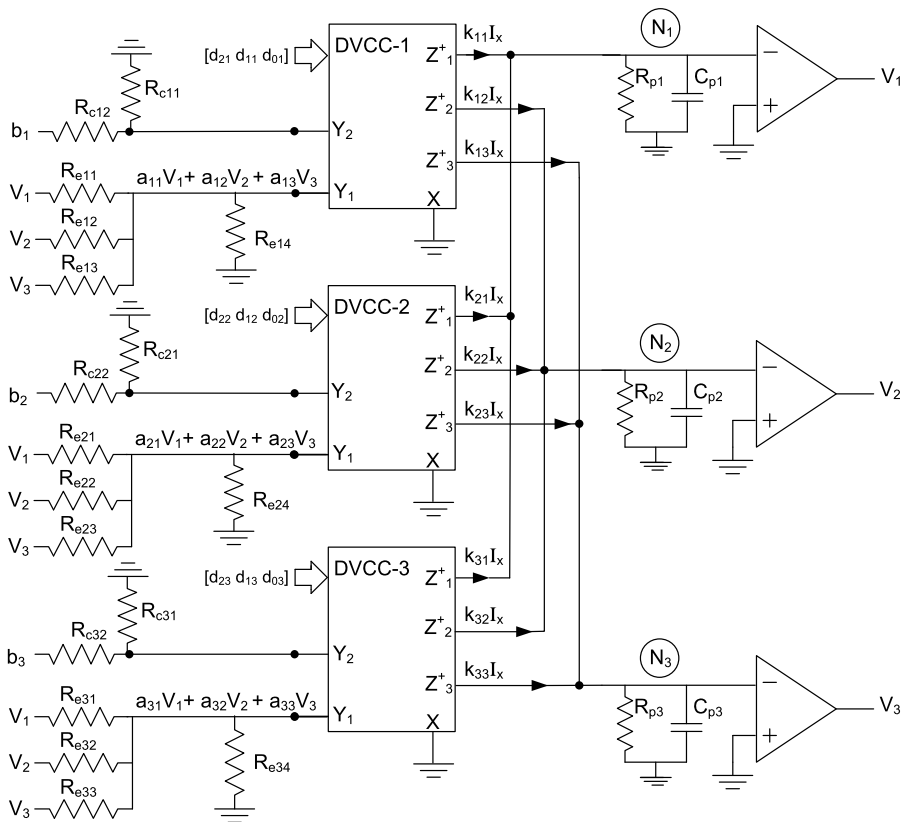 [d21 d11 d01]
DVCC-1
Z+1
k11Ix
N1
Rc11
Rc12
b1
Y2
Z+2
k12Ix
Rp1
Cp1
−
+
V1
Z+3
k13Ix
V1
Re11
a11V1+ a12V2 + a13V3
Y1
X
V2
Re12
V3
Re13
Re14
[d22 d12 d02]
DVCC-2
Z+1
k21Ix
N2
Rc21
Rc22
b2
Y2
Z+2
k22Ix
Rp2
Cp2
−
+
V2
Z+3
k23Ix
V1
Re21
a21V1+ a22V2 + a23V3
Y1
X
V2
Re22
V3
Re23
Re24
[d23 d13 d03]
DVCC-3
Z+1
k31Ix
Rc31
Rc32
b3
Y2
Z+2
k32Ix
N3
Z+3
k33Ix
Rp3
Cp3
−
+
V3
V1
Re31
a31V1+ a32V2 + a33V3
Y1
X
V2
Re32
V3
Re33
Re34